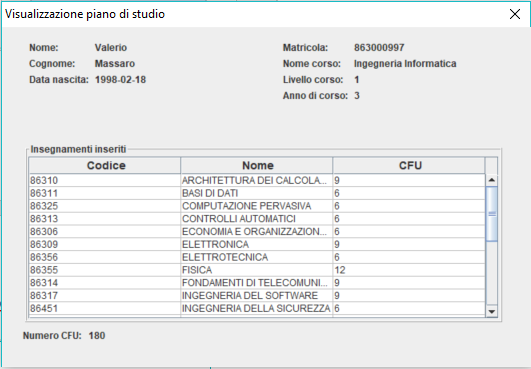 Visualizzazione piano di studio
Nome: Valerio Matricola: 863000997
Cognome: Massaro Nome corso: Ingegneria Informatica
Data nascita: 1998-02-18 Livello corso: 1
Anno di corso: 3
Insegnamenti inseriti
Codice Nome CFU
86310 ARCHITETTURA DEI CALCOLA... 9
86311 BASI DI DATI 6
86325 COMPUTAZIONE PERVASIVA 6
86313 CONTROLLI AUTOMATICI 6
86306 ECONOMIA E ORGANIZZAZION... 6
86309 ELETTRONICA 9
86356 ELETTROTECNICA 6
86355 FISICA 12
86314 FONDAMENTI DI TELECOMUNI... 9
86317 INGEGNERIA DEL SOFTWARE 9
86451 INGEGNERIA DELLA SICUREZZA 6
Numero CFU: 180